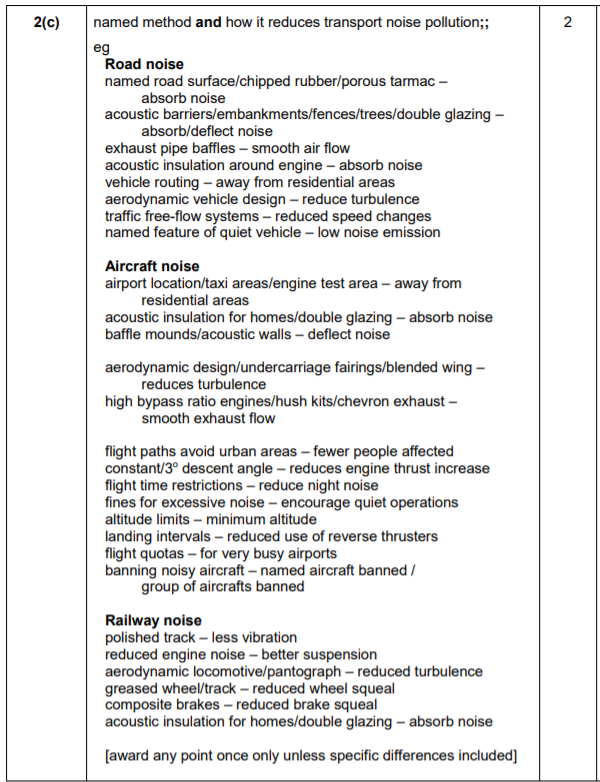 2(c) named method and how it reduces transport noise pollution;; 2
eg
Road noise
named road surface/chipped rubber/porous tarmac –
absorb noise
acoustic barriers/embankments/fences/trees/double glazing –
absorb/deflect noise
exhaust pipe baffles – smooth air flow
acoustic insulation around engine – absorb noise
vehicle routing – away from residential areas
aerodynamic vehicle design – reduce turbulence
traffic free-flow systems – reduced speed changes
named feature of quiet vehicle – low noise emission
Aircraft noise
airport location/taxi areas/engine test area – away from
residential areas
acoustic insulation for homes/double glazing – absorb noise
baffle mounds/acoustic walls – deflect noise
aerodynamic design/undercarriage fairings/blended wing –
reduces turbulence
high bypass ratio engines/hush kits/chevron exhaust –
smooth exhaust flow
flight paths avoid urban areas – fewer people affected
constant/3º descent angle – reduces engine thrust increase
flight time restrictions – reduce night noise
fines for excessive noise – encourage quiet operations
altitude limits – minimum altitude
landing intervals – reduced use of reverse thrusters
flight quotas – for very busy airports
banning noisy aircraft – named aircraft banned /
group of aircrafts banned
Railway noise
polished track – less vibration
reduced engine noise – better suspension
aerodynamic locomotive/pantograph – reduced turbulence
greased wheel/track – reduced wheel squeal
composite brakes – reduced brake squeal
acoustic insulation for homes/double glazing – absorb noise
[award any point once only unless specific differences included]